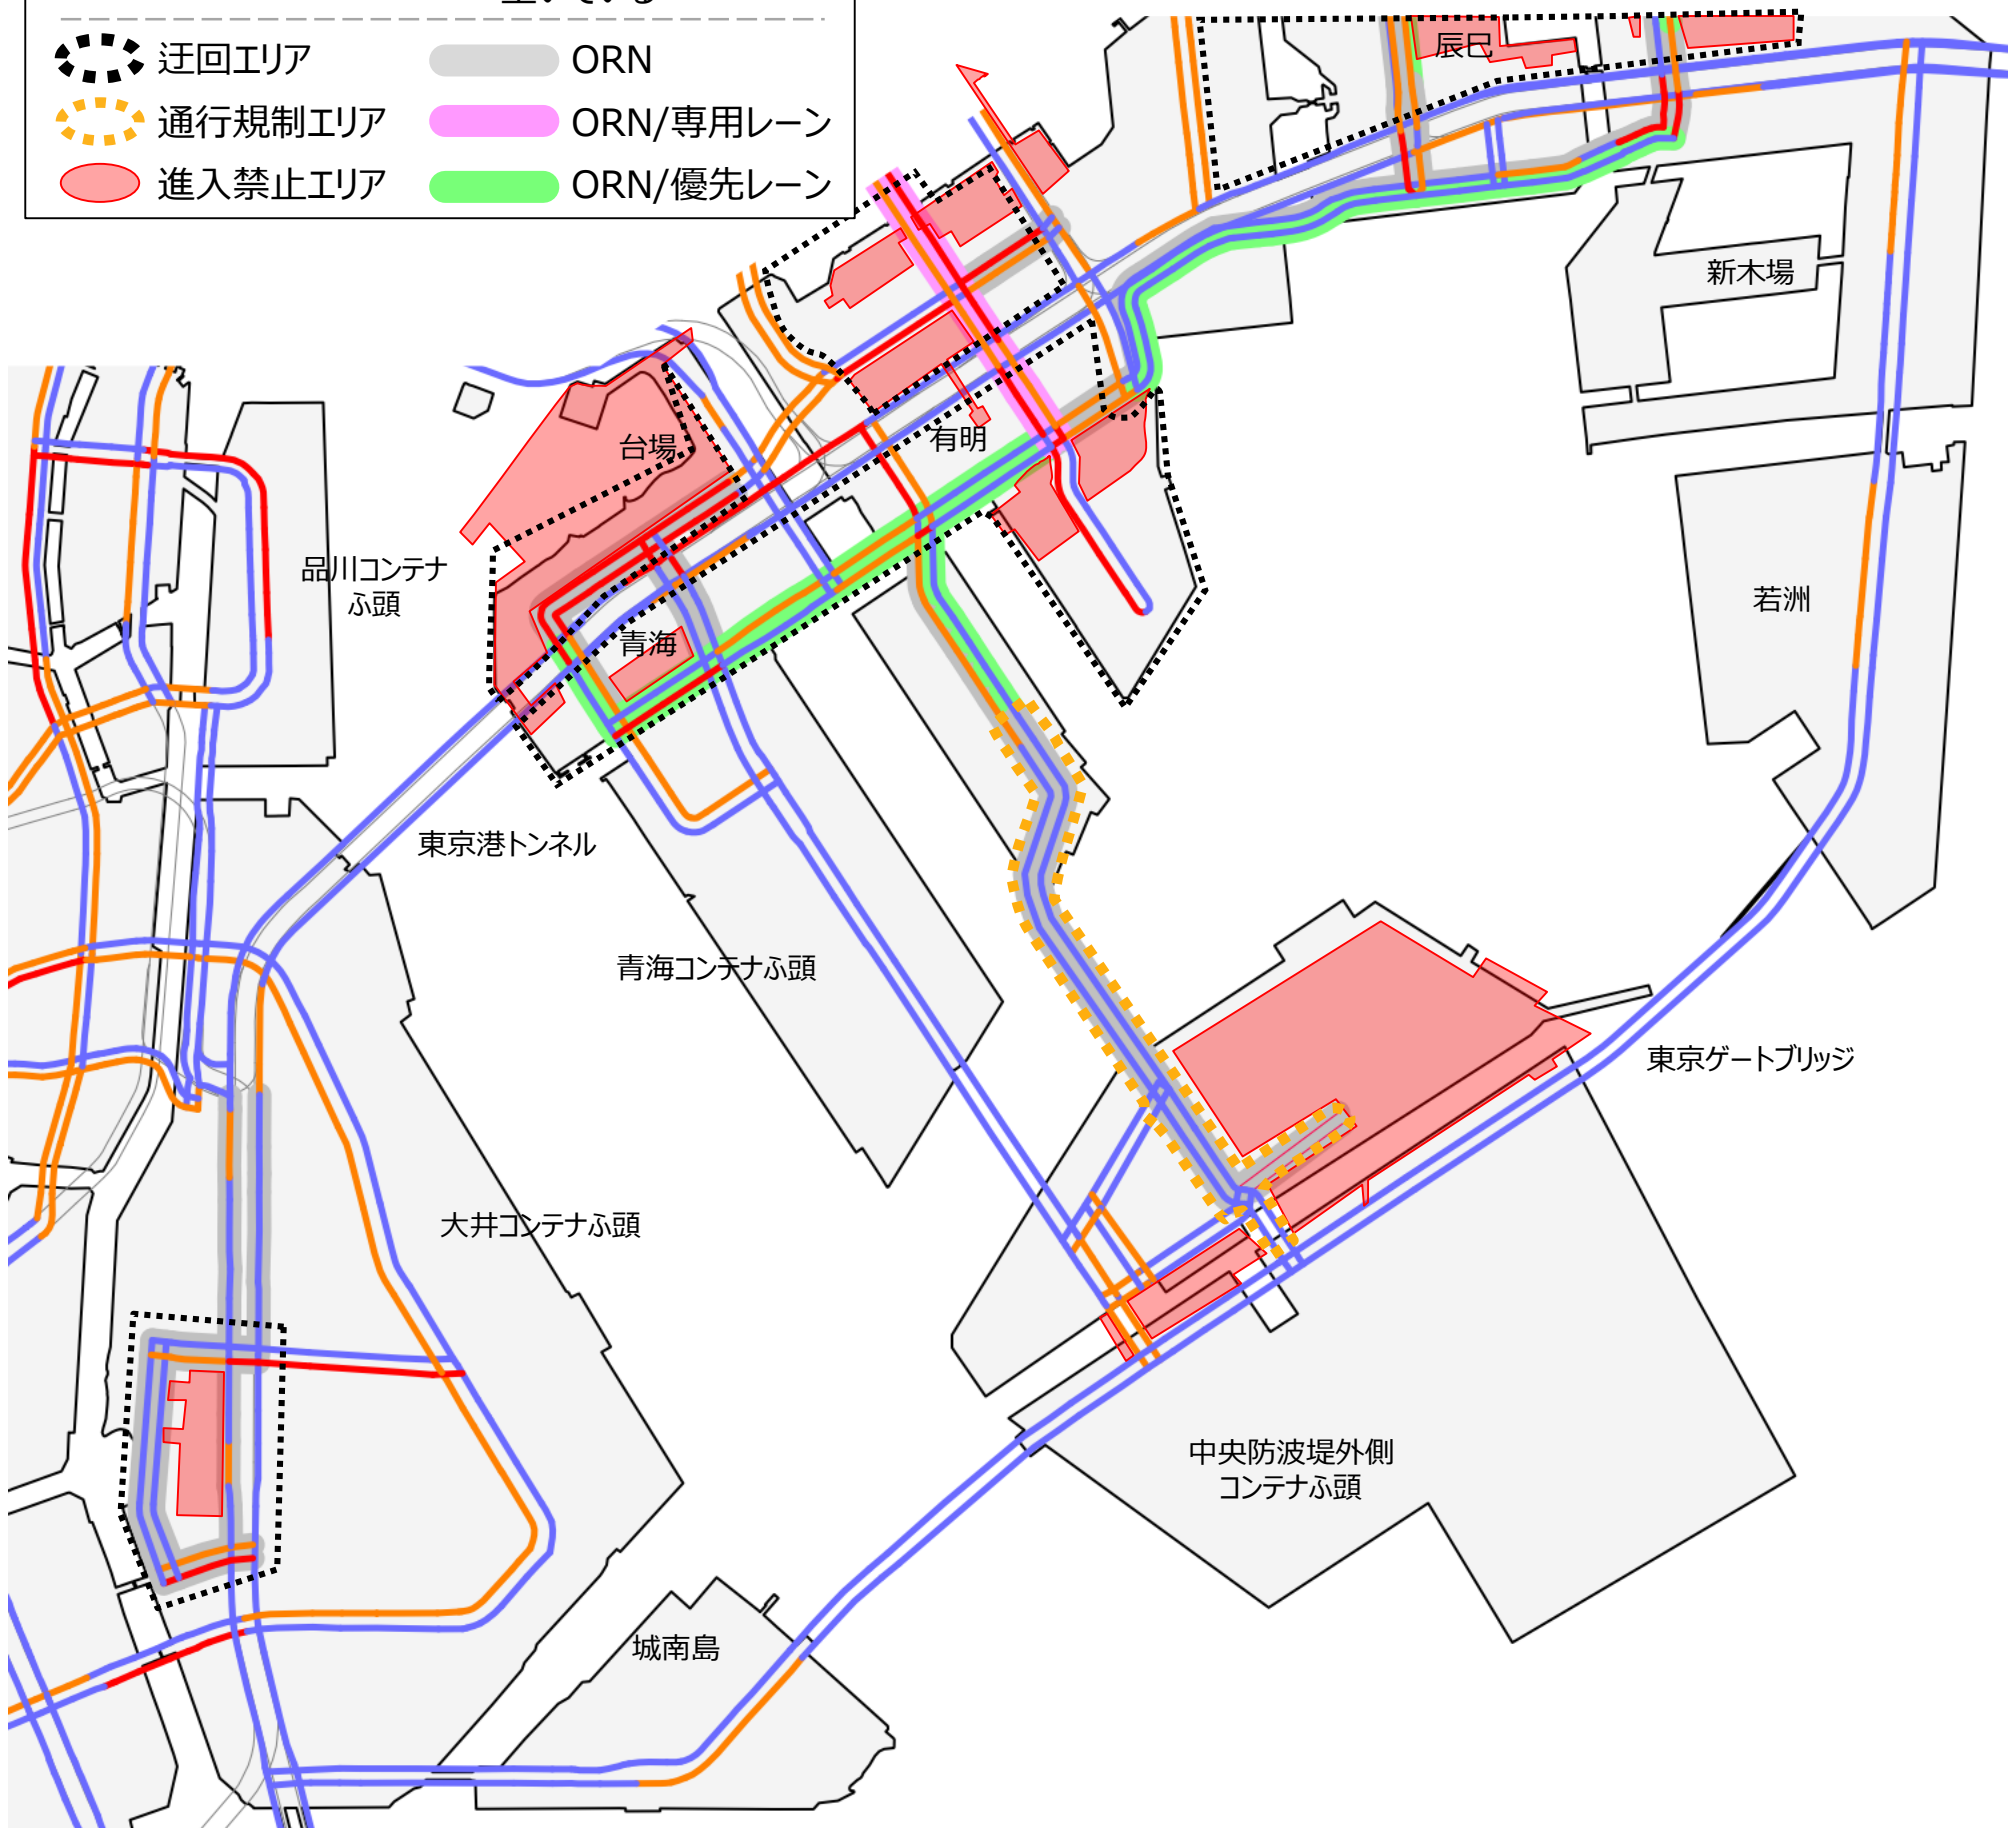 空いている
迂回エリア
ORN
通行規制エリア
ORN/専用レーン
進入禁止エリア
ORN/優先レーン
辰巳
新木場
台場
有明
品川コンテナ
ふ頭
若洲
青海
東京港トンネル
青海コンテナふ頭
東京ゲートブリッジ
大井コンテナふ頭
中央防波堤外側
コンテナふ頭
城南島